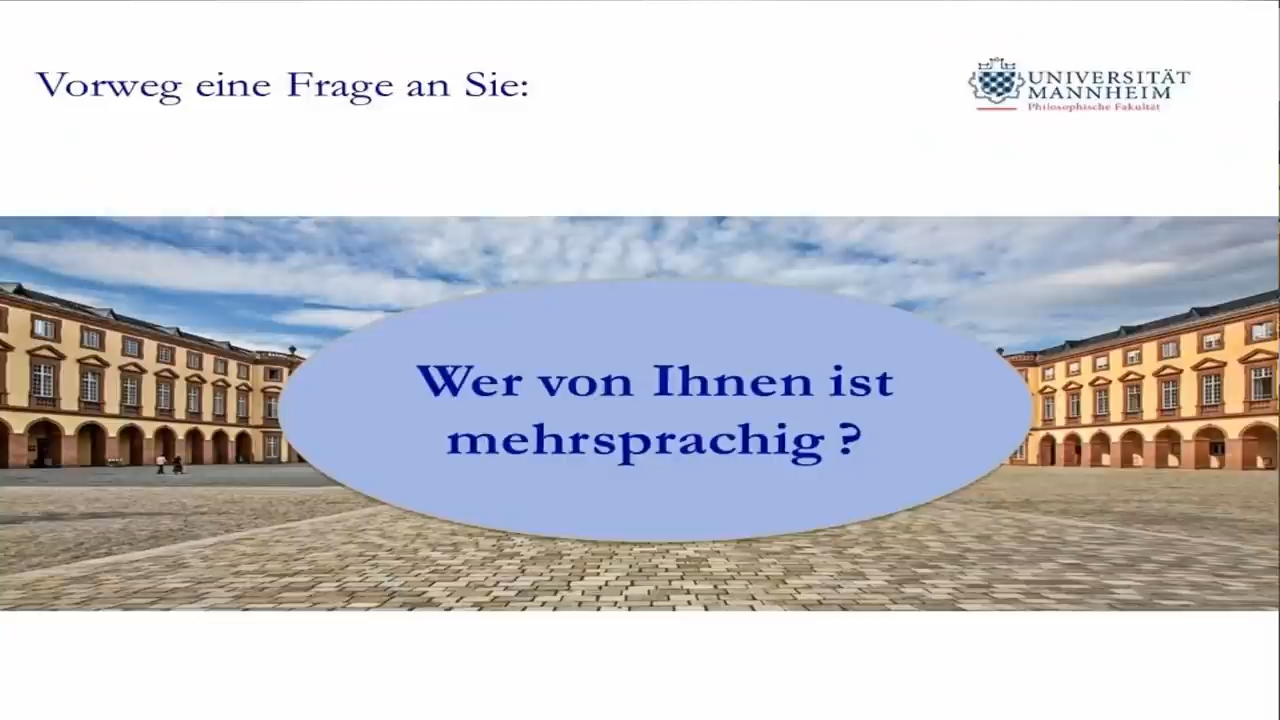 Vorweg eine Frage an Sie:
UNIVERSITÄT
MANNHEIM
Philosophische Fakultät
Wer von Ihnen ist
mehrsprachig ?